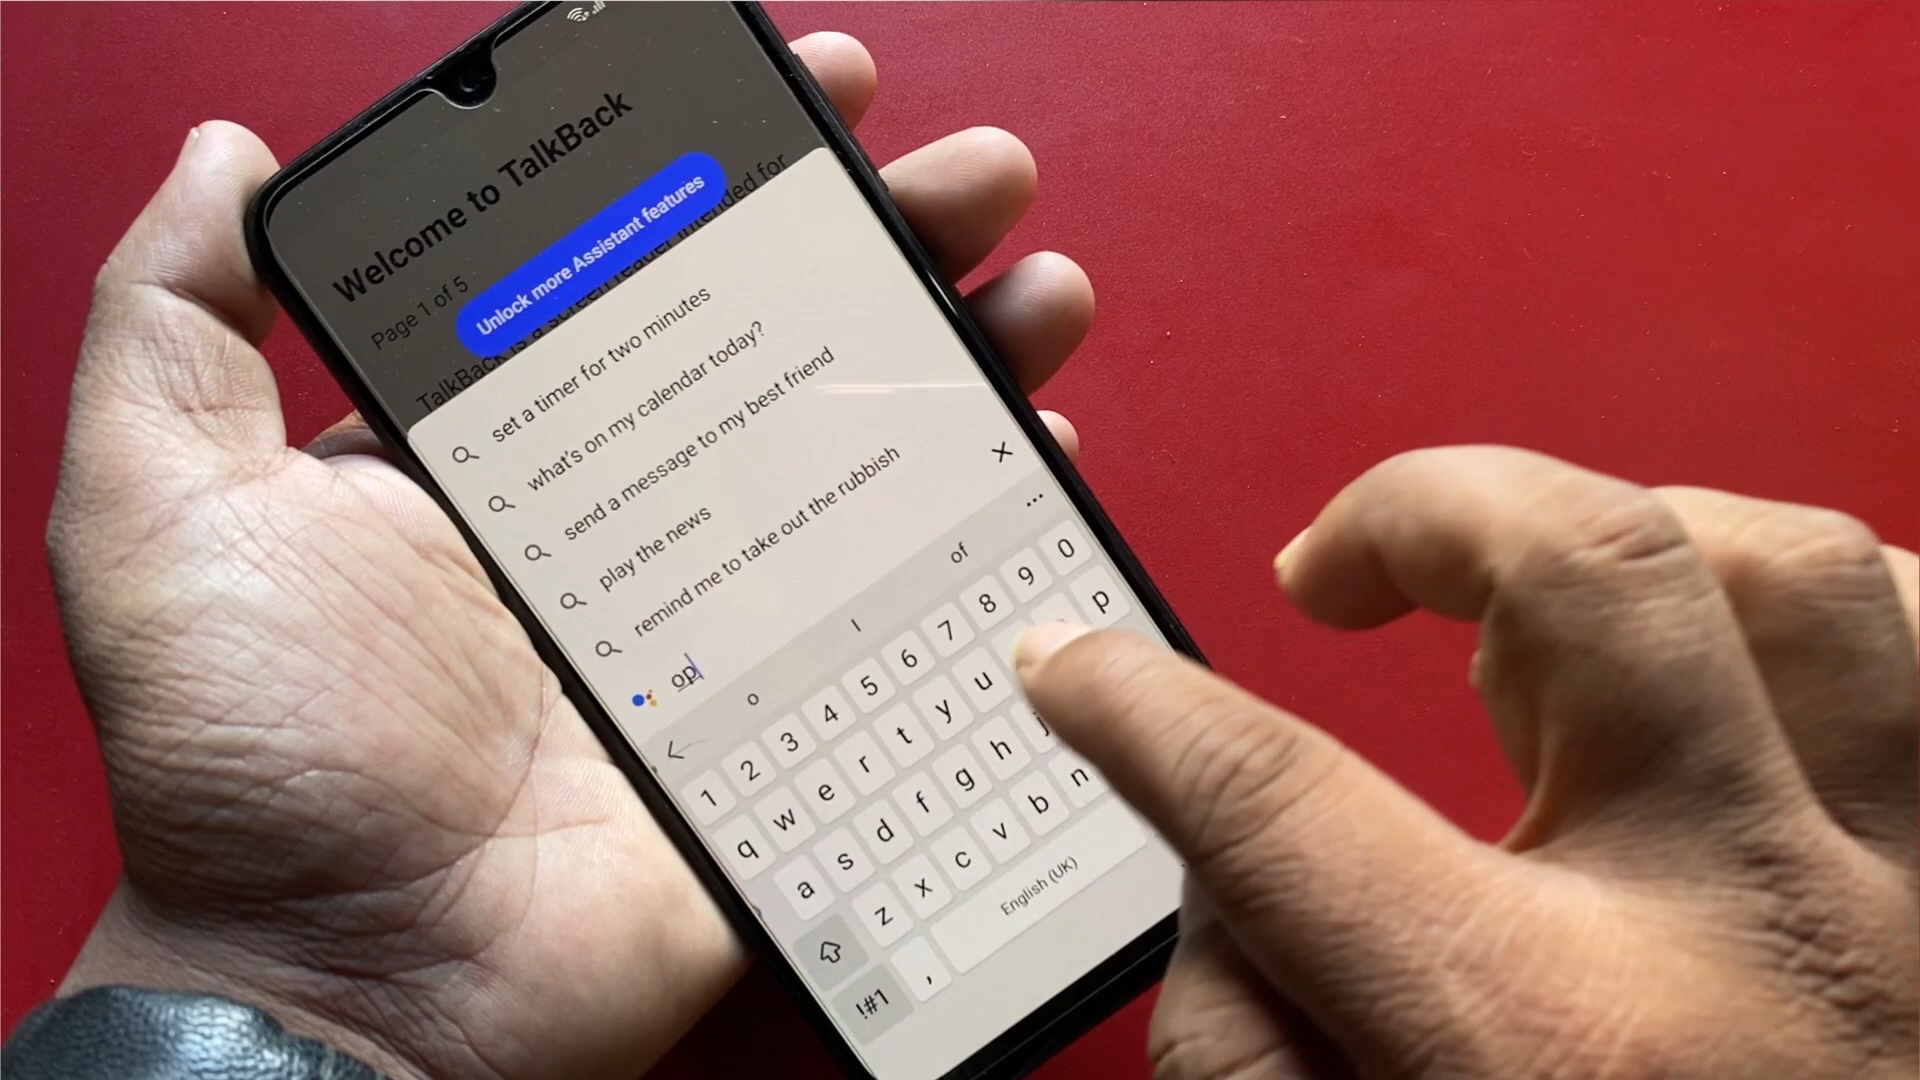 Welcome to TalkBack
Page 1 of 5
Unlock more Assistant features
TalkBack is a screen reader intended for
set a timer for two minutes
what's on my calendar today?
send a message to my best friend
play the news
remind me to take out the rubbish
op
o l of
1 2 3 4 5 6 7 8 9 0
q w e r t y u p
a s d f g h j
z x c v b n
!#1 , English (UK)